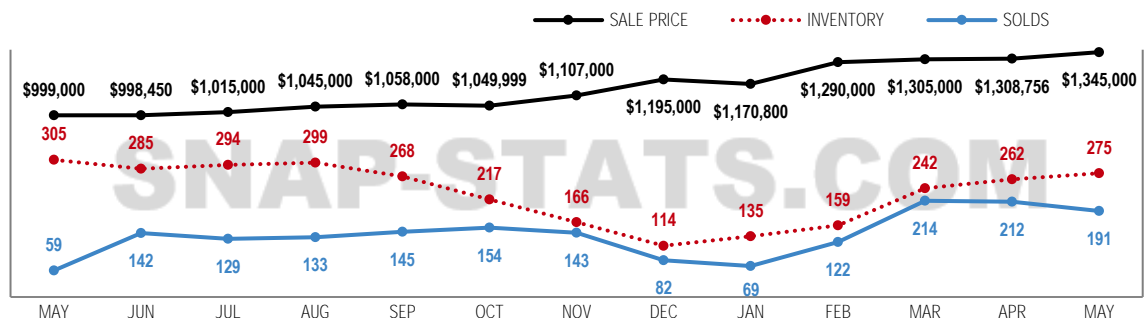 SALE PRICE INVENTORY SOLDS
$999,000 $998,450 $1,015,000 $1,045,000 $1,058,000 $1,049,999 $1,107,000 $1,195,000 $1,170,800 $1,290,000 $1,305,000 $1,308,756 $1,345,000
305 285 294 299 268 217 166 114 135 159 242 262 275
SNAP-STATS.COM
59 142 129 133 145 154 143 82 69 122 214 212 191
MAY JUN JUL AUG SEP OCT NOV DEC JAN FEB MAR APR MAY